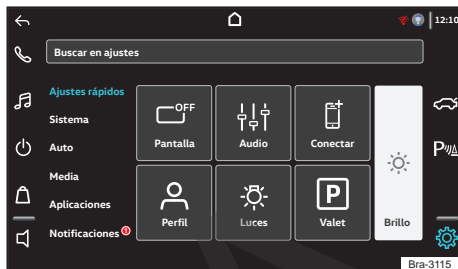 12:10
Buscar en ajustes
Ajustes rápidos
Sistema
Auto
Media
Aplicaciones
Notificaciones
OFF
Pantalla
Audio
Conectar
P
Perfil
Luces
Valet
Brillo
P
Bra-3115